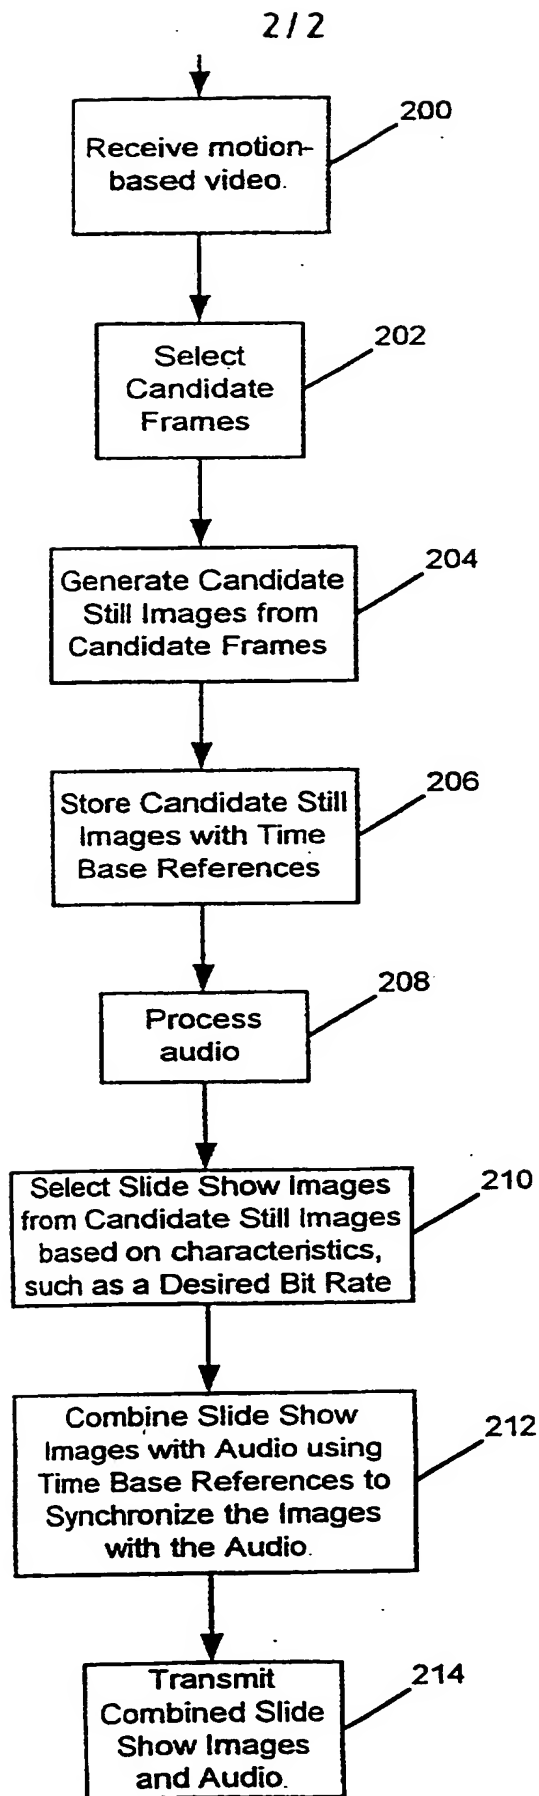 2/2
200
Receive motion-
based video.
202
Select
Candidate
Frames
204
Generate Candidate
Still Images from
Candidate Frames
206
Store Candidate Still
Images with Time
Base References
208
Process
audio
210
Select Slide Show Images
from Candidate Still Images
based on characteristics,
such as a Desired Bit Rate
212
Combine Slide Show
Images with Audio using
Time Base References to
Synchronize the Images
with the Audio.
214
Transmit
Combined Slide
Show Images
and Audio.